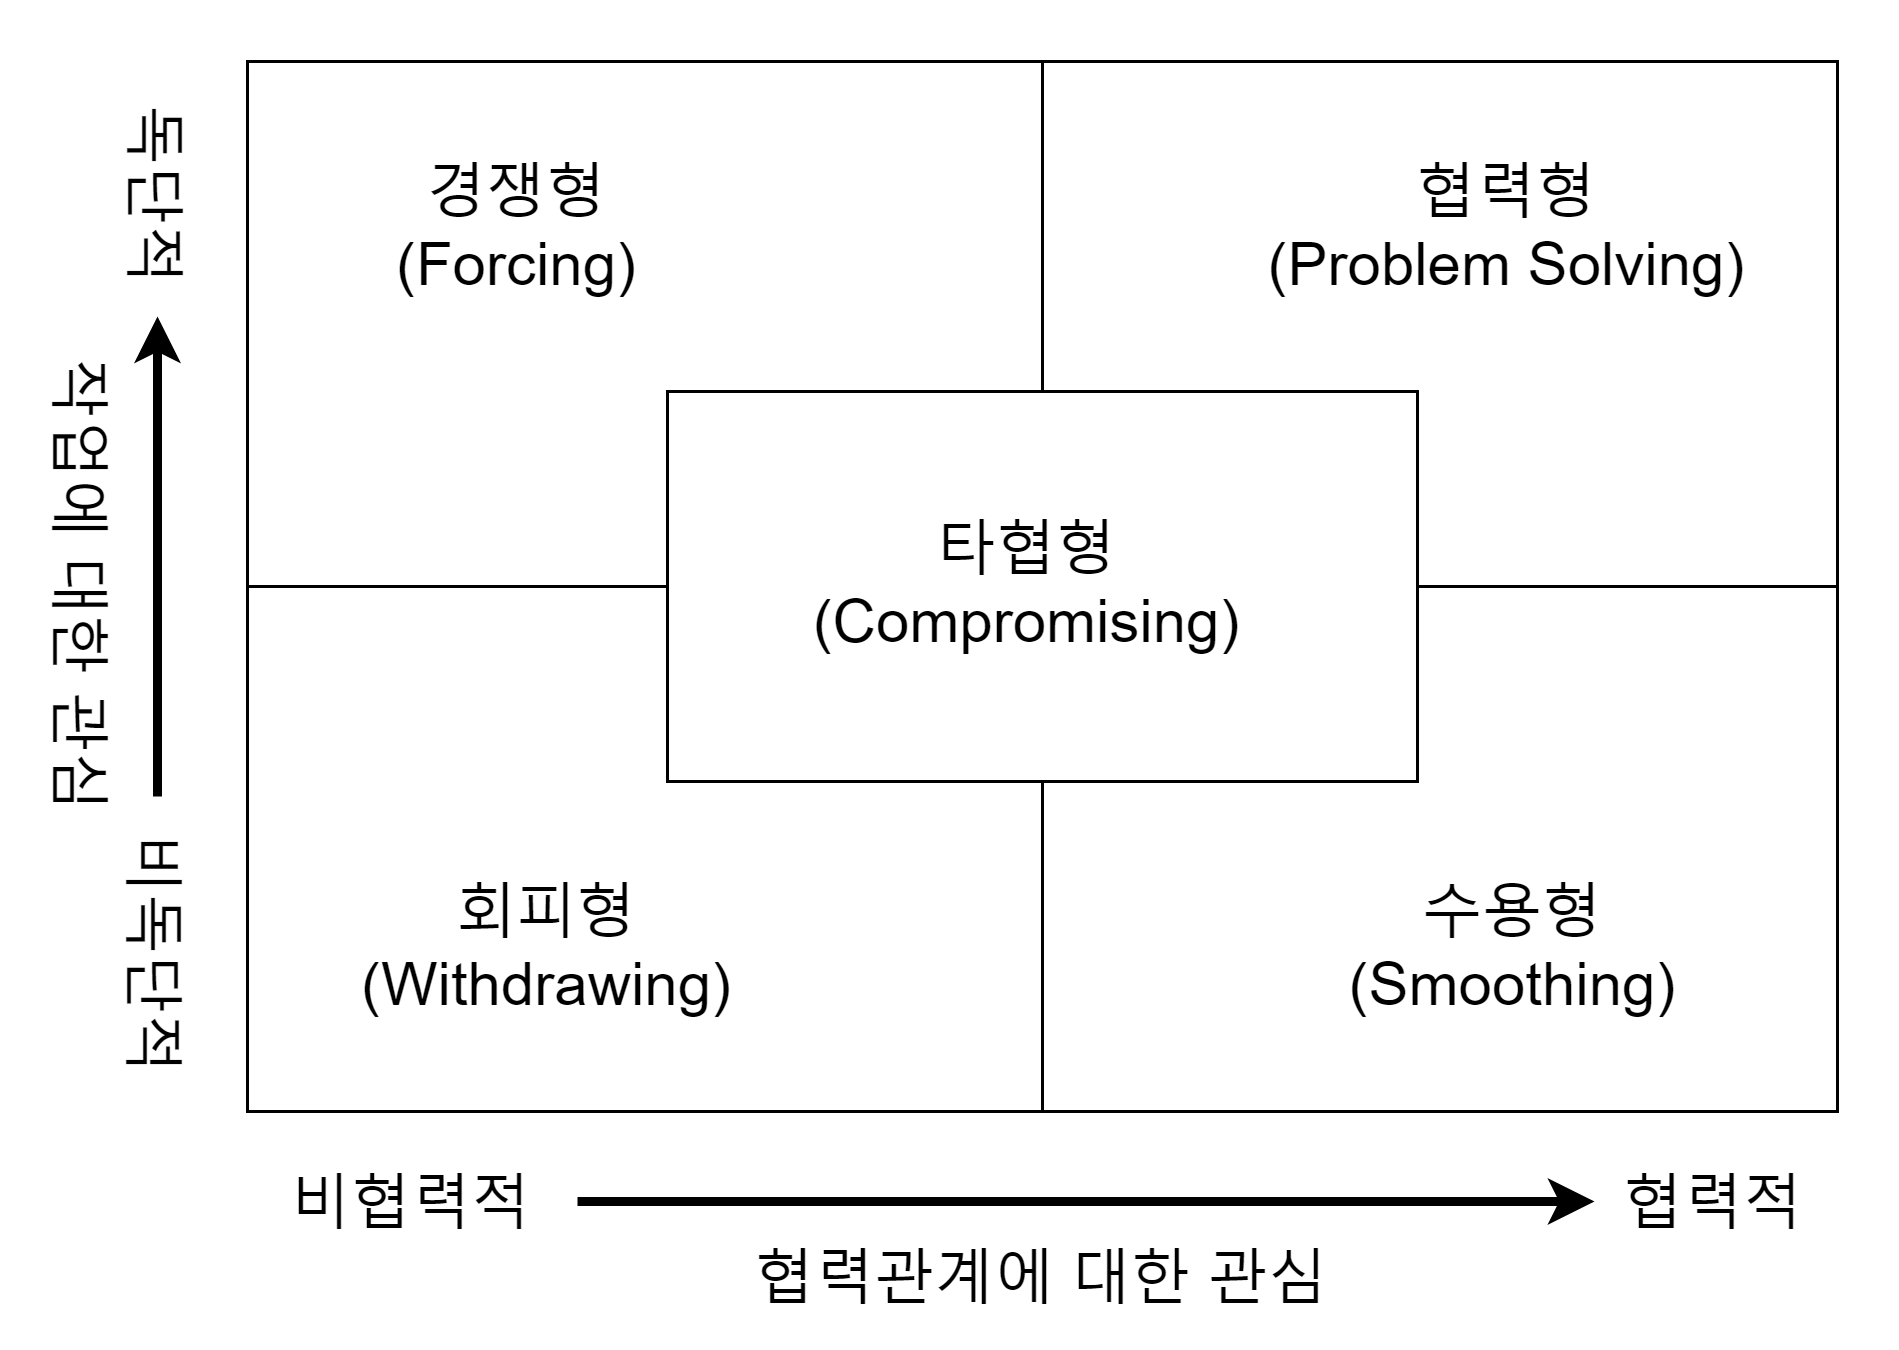 독단적
작업에 대한 관심
비독단적
경쟁형
(Forcing)
협력형
(Problem Solving)
타협형
(Compromising)
회피형
(Withdrawing)
수용형
(Smoothing)
비협력적
협력적
협력관계에 대한 관심